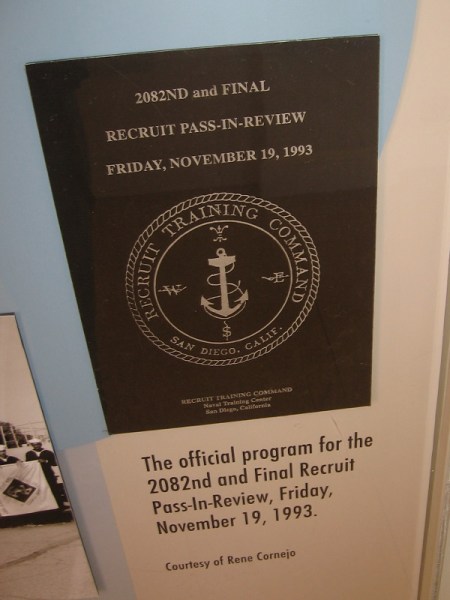 2082ND and FINAL
RECRUIT PASS-IN-REVIEW
FRIDAY, NOVEMBER 19, 1993
RECRUIT TRAINING COMMAND
W E
S
SAN DIEGO, CALIF.
RECRUIT TRAINING COMMAND
Naval Training Center
San Diego, California
The official program for the
2082nd and Final Recruit
Pass-In-Review, Friday,
November 19, 1993.
Courtesy of Rene Cornejo